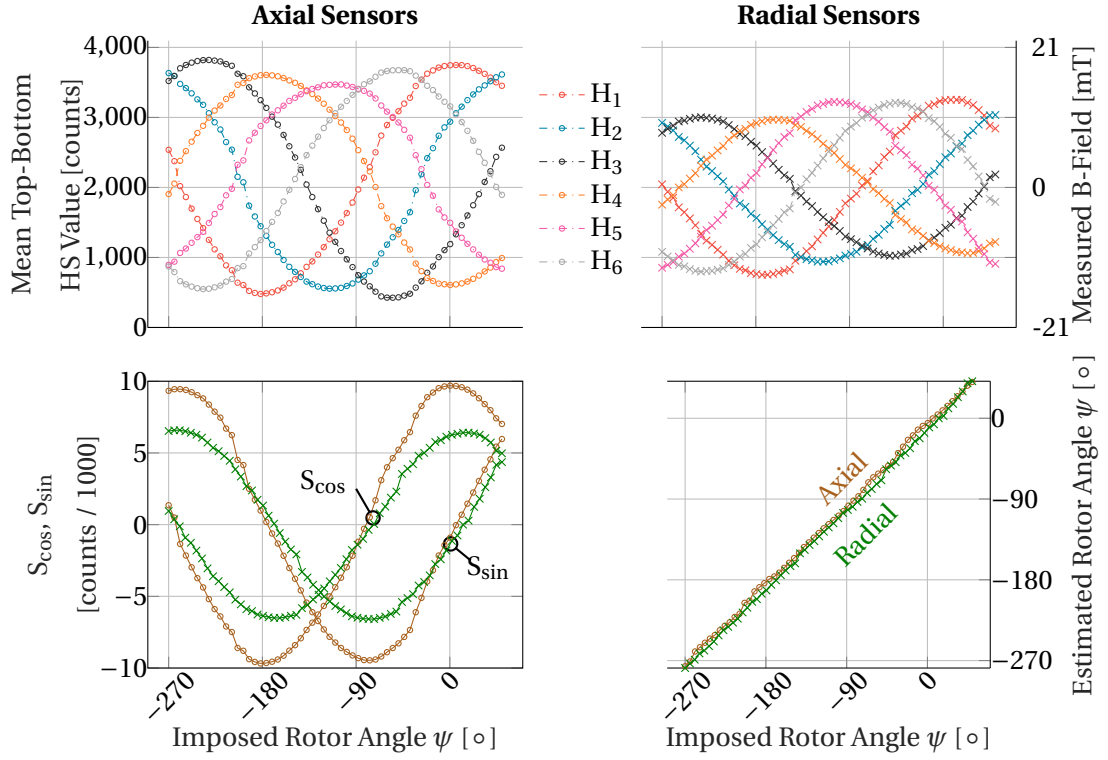 Axial Sensors
Radial Sensors
Mean Top-Bottom
HS Value [counts]
4,000
3,000
2,000
1,000
0
H1
H2
H3
H4
H5
H6
21
0
-21
Measured B-Field [mT]
Scos, Ssin
[counts / 1000]
10
5
0
−5
−10
Scos
Ssin
−270
−180
−90
0
Imposed Rotor Angle ψ [∘]
Axial
Radial
0
−90
−180
−270
Estimated Rotor Angle ψ [∘]
−270
−180
−90
0
Imposed Rotor Angle ψ [∘]